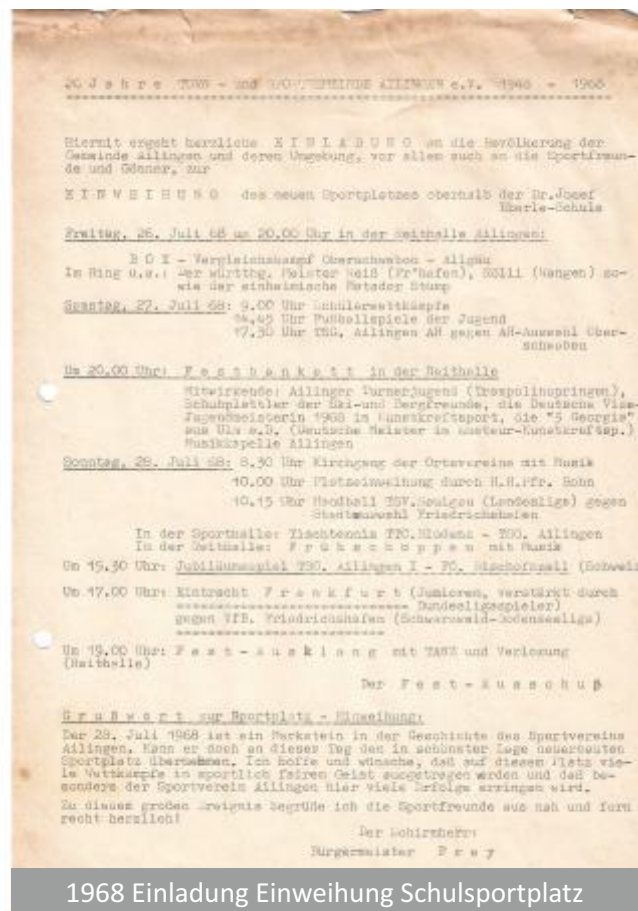 20 Jahre TURN - und SPORTGEMEINDE AILINGEN e.V. 1948 - 1968
Hiermit ergeht herzliche E I N L A D U N G an die Bevölkerung der
Gemeinde Ailingen und deren Umgebung, vor allem auch an die Sportfreun-
de und Gönner, zur
E I N W E I H U N G des neuen Sportplatzes oberhalb der Dr.Josef
Eberle-Schule
Freitag, 26. Juli 68 um 20.00 Uhr in der Reithalle Ailingen:
B O X - Vergleichskampf Oberschwaben - Allgäu
Im Ring u.a.: der württbg. Meister Weiß (Fr'hafen), Kölli (Wangen) so-
wie der einheimische Matador Stump
27. Juli 68: 9.00 Uhr Schülerwettkämpfe
14.45 Uhr Fußballspiele der Jugend
17.30 Uhr TSG. Ailingen AH gegen AH-Auswahl Ober-
schwaben
Um 20.00 Uhr: F e s t b a n k e t t in der Reithalle
Mitwirkende: Ailinger Turnerjugend (Trampolinspringen),
Schuhplattler der Ski-und Bergfreunde, die Deutsche Vize-
Jugendmeisterin 1968 im Kunstkraftsport, die "5 Georgis"
aus Ulm a.D. (Deutsche Meister im Amateur-Kunstkraftsp.)
Musikkapelle Ailingen
Sonntag, 28. Juli 68: 8.30 Uhr Kirchgang der Ortsvereine mit Musik
10.00 Uhr Platzeinweihung durch H.H.Pfr.
10.15 Uhr Handball TSV.Saulgau (Landesliga) gegen
Stadtauswahl Friedrichshafen
In der Sporthalle: Tischtennis TTC.Bludenz - TSG. Ailingen
In der Reithalle: F r ü h s c h o p p e n mit Musik
Um 15.30 Uhr: Jubiläumsspiel TSG. Ailingen I - FC. Bischofszell (Schweiz
Um 17.00 Uhr: Eintracht F r a n k f u r t (Junioren, verstärkt durch
Bundesligaspieler)
gegen VfB. Friedrichshafen (Schwarzwald-Bodenseeliga)
Um 19.00 Uhr: F e s t - A u s k l a n g mit TANZ und Verlosung
(Reithalle)
Der F e s t - A u s s c h u ß
G r u ß w o r t zur Sportplatz - Einweihung:
Der 28. Juli 1968 ist ein Markstein in der Geschichte des Sportvereins
Ailingen. Kann er doch an diesem Tag den in schönster Lage neuerbauten
Sportplatz übernehmen. Ich hoffe und wünsche, daß auf diesem Platz vie-
le Wettkämpfe in sportlich fairen Geist ausgetragen werden und daß be-
sonders der Sportverein Ailingen hier viele Erfolge erringen wird.
Zu diesem großen Ereignis begrüße ich die Sportfreunde aus nah und fern
recht herzlich!
Der Schirmherr:
Bürgermeister P r e y
1968 Einladung Einweihung Schulsportplatz